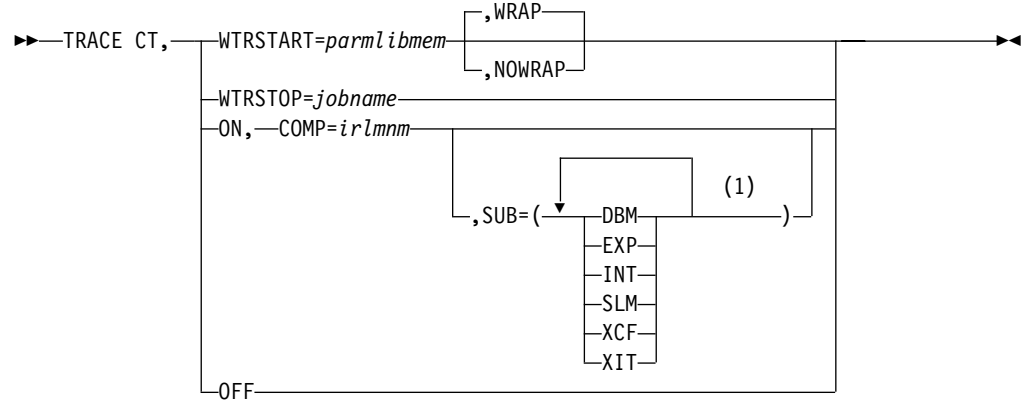 ,WRAP
TRACE CT, WTRSTART=parmlibmem
,NOWRAP
WTRSTOP=jobname
ON, COMP=irlmnm
(1)
,SUB=( DBM )
EXP
INT
SLM
XCF
XIT
OFF